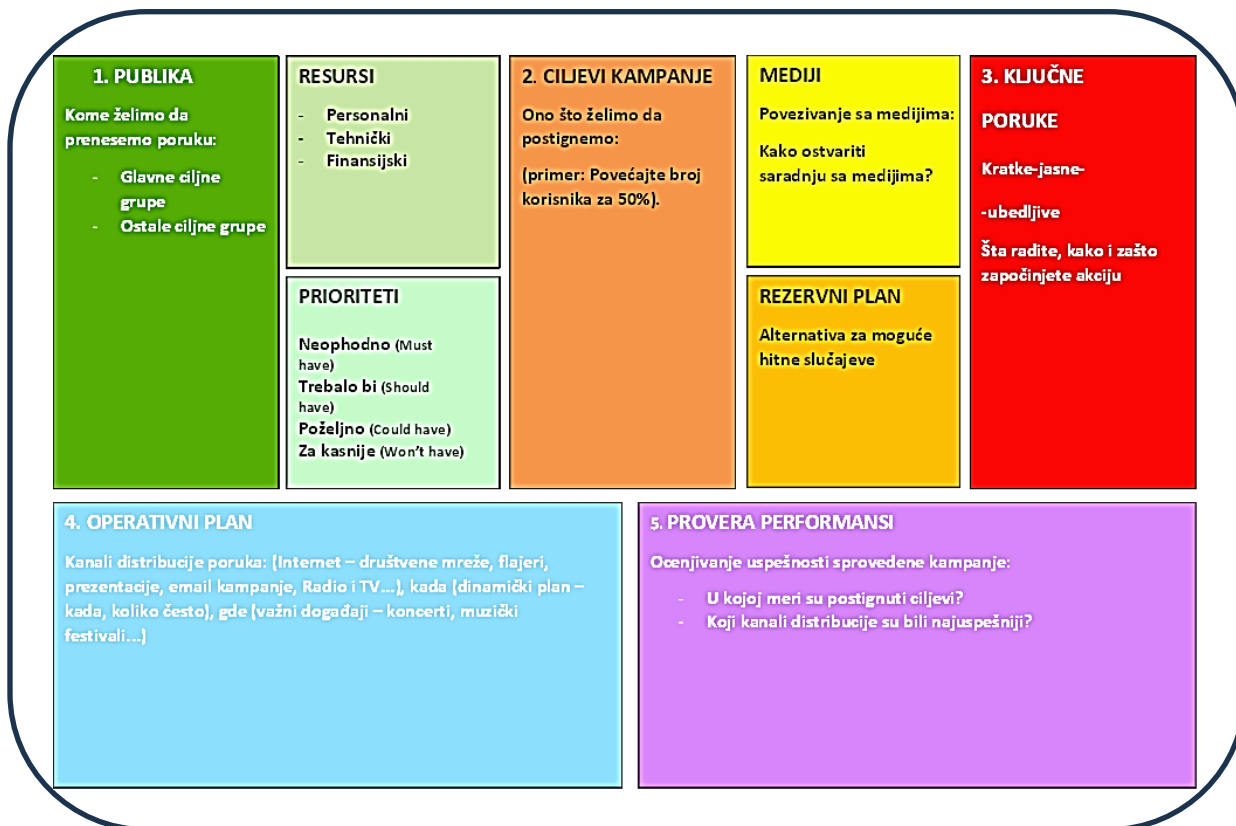 1. PUBLIKA
Kome želimo da
prenesemo poruku:
- Glavne ciljne
grupe
- Ostale ciljne grupe
RESURSI
- Personalni
- Tehnički
- Finansijski
PRIORITETI
Neophodno (Must
have)
Trebalo bi (Should
have)
Poželjno (Could have)
Za kasnije (Won't have)
2. CILJEVI KAMPANJE
Ono što želimo da
postignemo:
(primer: Povećajte broj
korisnika za 50%).
MEDIJI
Povezivanje sa medijima:
Kako ostvariti
saradnju sa medijima?
REZERVNI PLAN
Alternativa za moguće
hitne slučajeve
3. KLJUČNE
PORUKE
Kratke-jasne-
-ubedljive
Šta radite, kako i zašto
započinjete akciju
4. OPERATIVNI PLAN
Kanali distribucije poruka: (Internet – društvene mreže, flajeri,
prezentacije, email kampanje, Radio i TV...), kada (dinamički plan –
kada, koliko često), gde (važni događaji – koncerti, muzički
festivali...)
5. PROVERA PERFORMANSI
Ocenjivanje uspešnosti sprovedene kampanje:
- U kojoj meri su postignuti ciljevi?
- Koji kanali distribucije su bili najuspešniji?